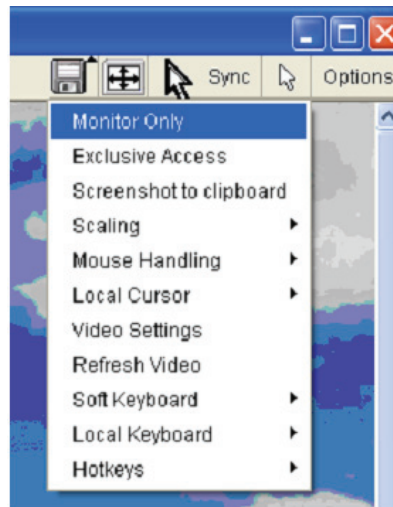 Sync Options
Monitor Only
Exclusive Access
Screenshot to clipboard
Scaling
Mouse Handling
Local Cursor
Video Settings
Refresh Video
Soft Keyboard
Local Keyboard
Hotkeys